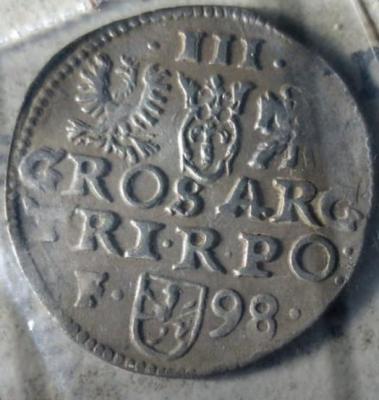 ·III·
GROS·ARG
TRI·R·PO:
F· 98·